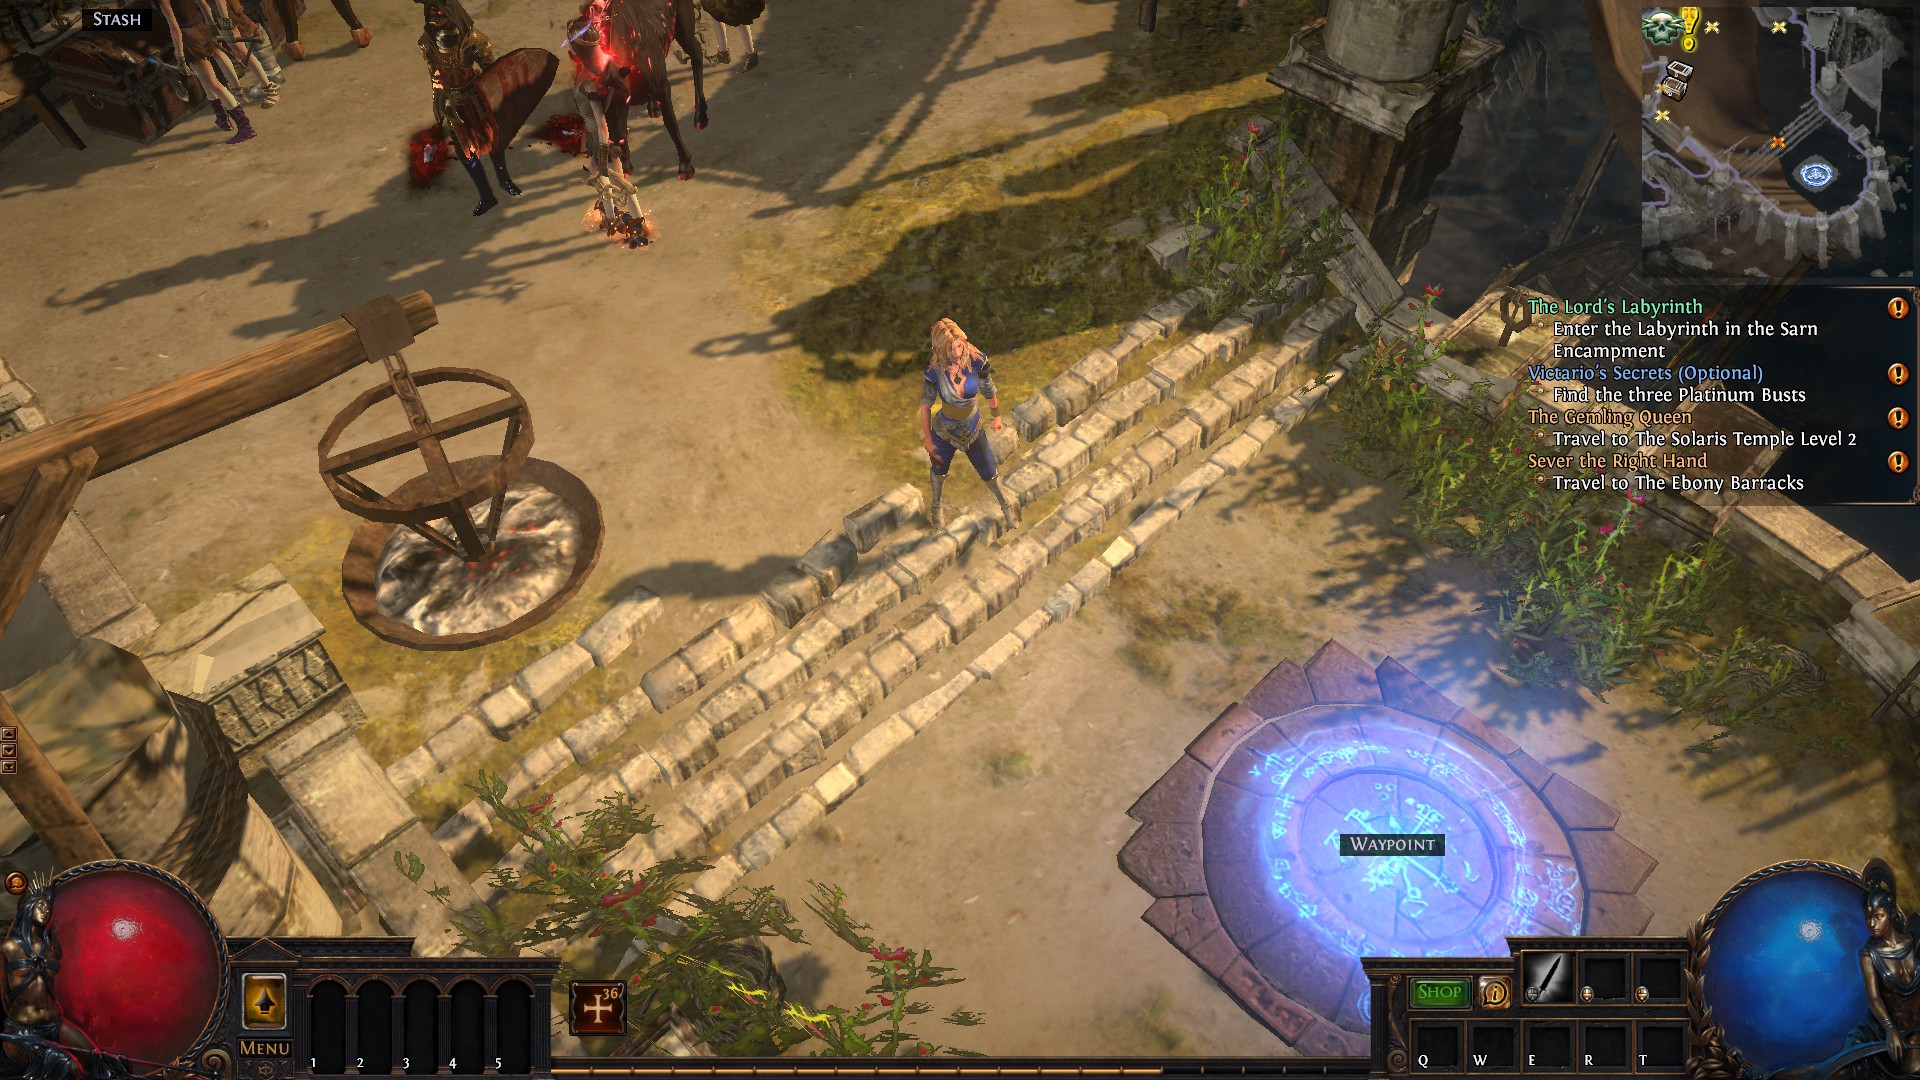 STASH
The Lord's Labyrinth
Enter the Labyrinth in the Sarn
Encampment
Victario's Secrets (Optional)
Find the three Platinum Busts
The Gemling Queen
Travel to The Solaris Temple Level 2
Sever the Right Hand
Travel to The Ebony Barracks
WAYPOINT
36
SHOP
MENU
1 2 3 4 5
Q W E R T